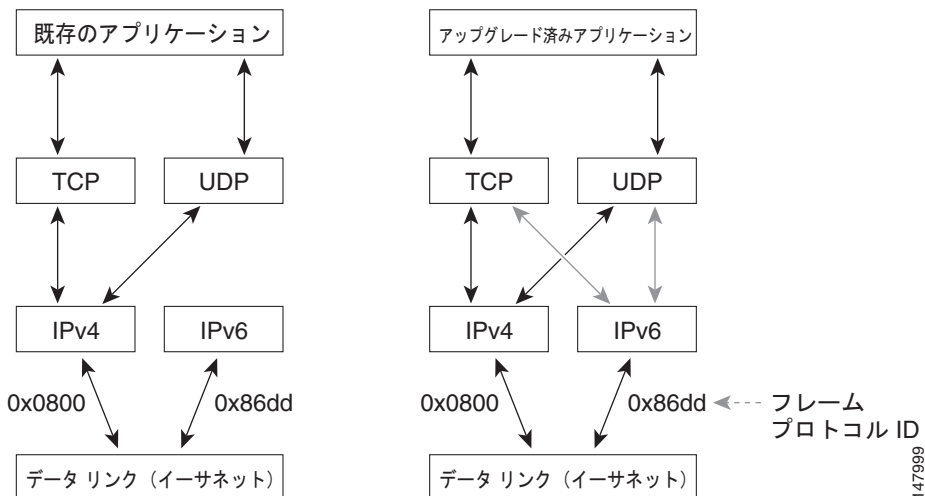 既存のアプリケーション
アップグレード済みアプリケーション
TCP
UDP
TCP
UDP
IPv4
IPv6
IPv4
IPv6
0x0800
0x86dd
0x0800
0x86dd
フレーム
プロトコル ID
データ リンク（イーサネット）
データ リンク（イーサネット）
147999